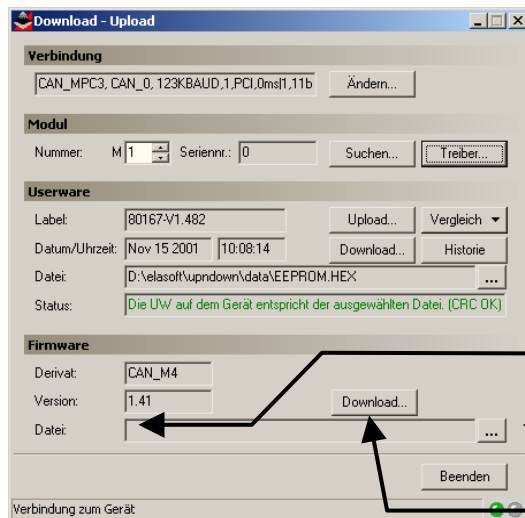 Download - Upload
Verbindung
CAN_MPC3, CAN_0, 123KBAUD,1,PCI,0ms|1,11b Ändern...
Modul
Nummer: M 1 Seriennr.: 0 Suchen... Treiber...
Userware
Label: 80167-V1.482 Upload... Vergleich
Datum/Uhrzeit: Nov 15 2001 10:08:14 Download... Historie
Datei: D:\elasoft\upndown\data\EEPROM.HEX ...
Status: Die UW auf dem Gerät entspricht der ausgewählten Datei. (CRC OK)
Firmware
Derivat: CAN_M4
Version: 1.41 Download...
Datei: ...
Beenden
Verbindung zum Gerät